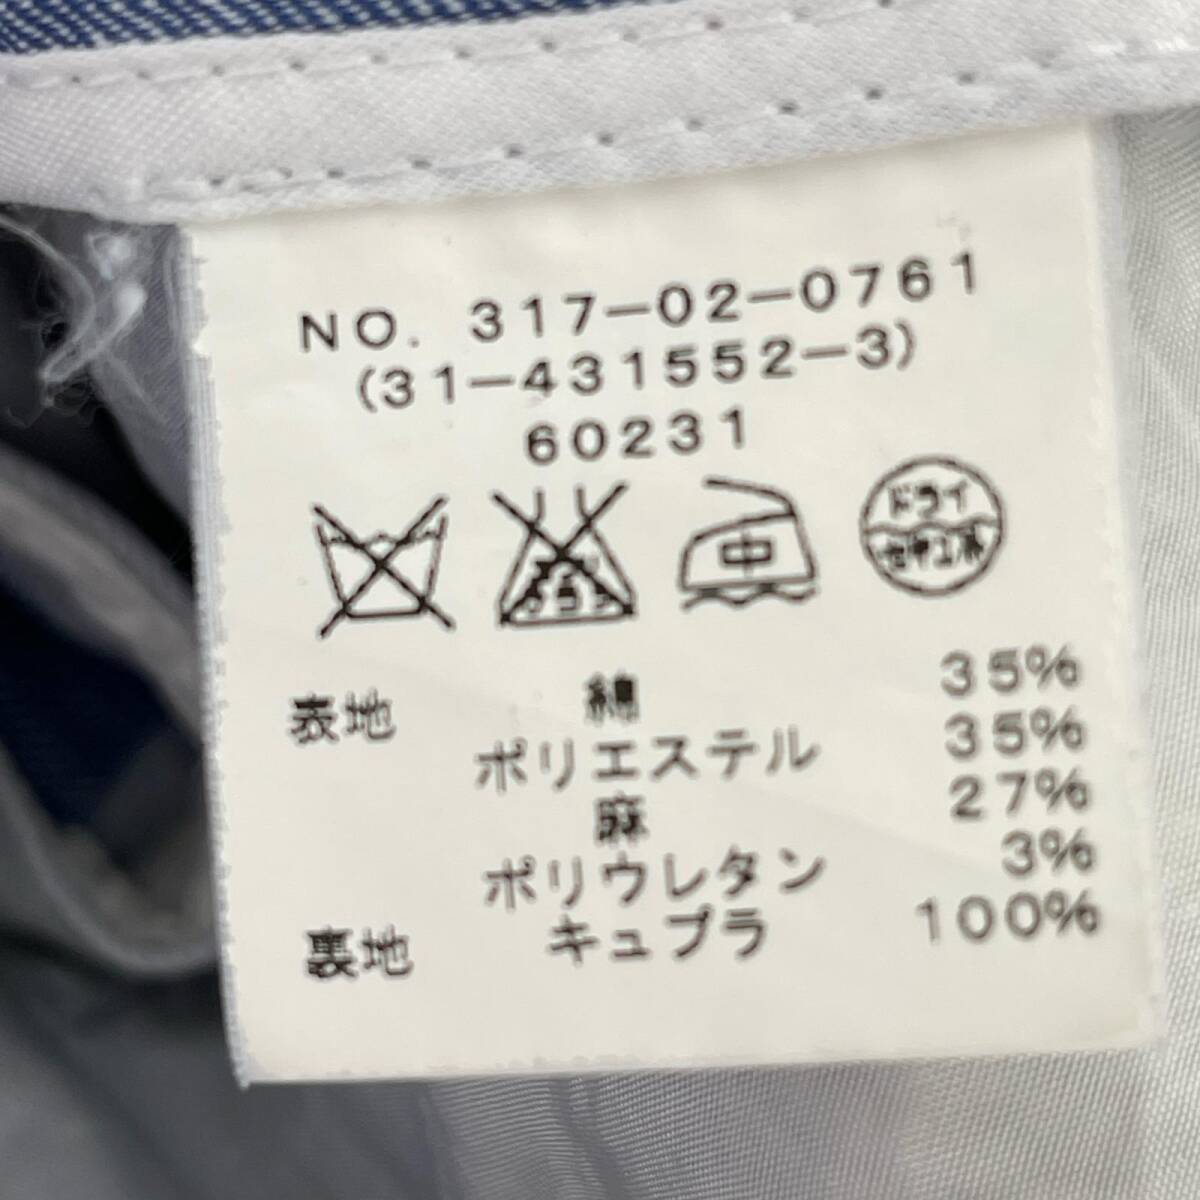 NO. 317-02-0761
(31-431552-3)
60231
中
ドライ
表地 綿 35%
ポリエステル 35%
麻 27%
ポリウレタン 3%
裏地 キュプラ 100%